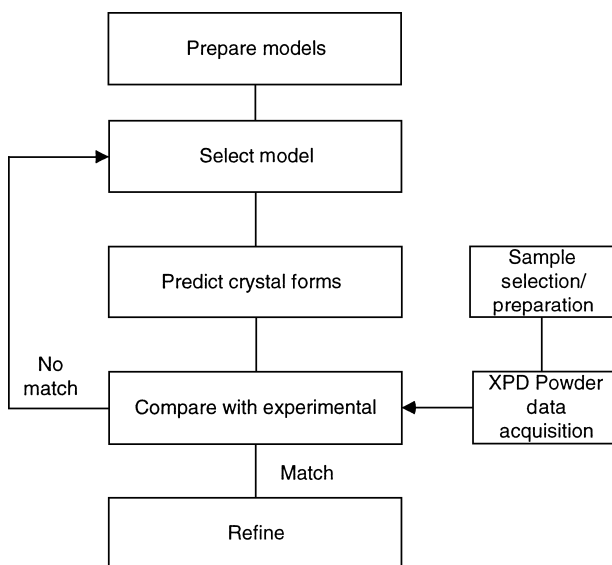 Prepare models
Select model
Predict crystal forms
Sample
selection/
preparation
No
match
Compare with experimental
XPD Powder
data
acquisition
Match
Refine